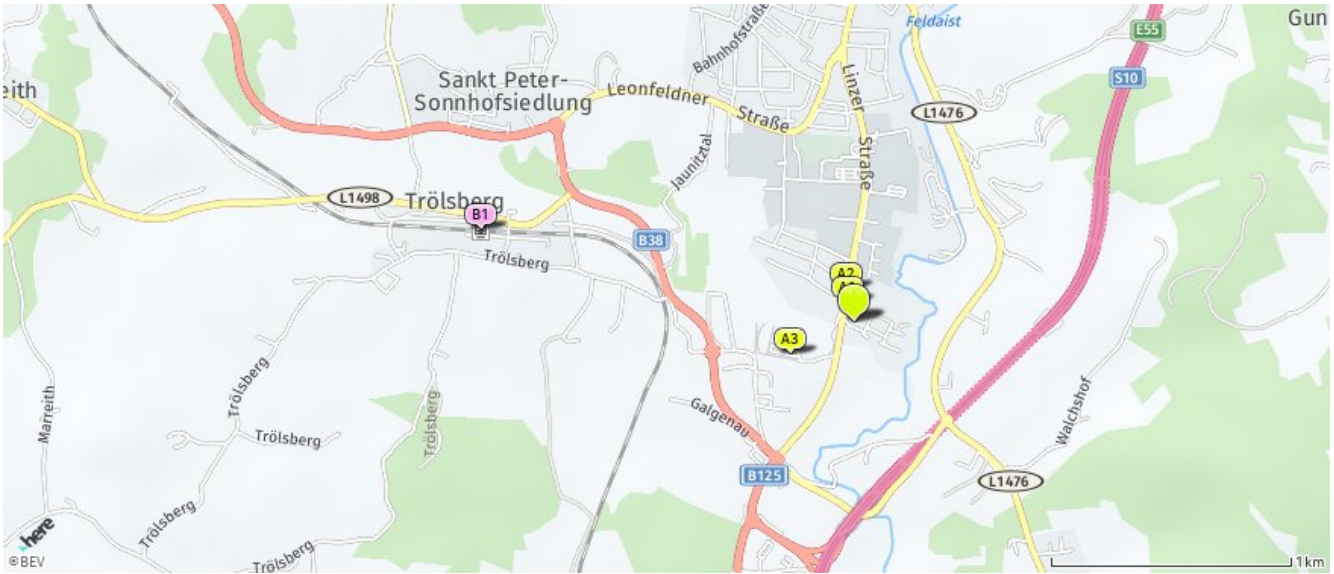 Gun
Feldaist
E55
S10
Bahnhofstraße
Linzer Straße
Sankt Peter-
Sonnhofsiedlung
Leonfeldner Straße
L1476
eith
Jaunitztal
L1498
Trölsberg
B1
B38
Trölsberg
A2
A3
Marreith
Trölsberg
Trölsberg
Trölsberg
Galgenau
Walchshof
B125
L1476
Trölsberg
Trölsberg
here
©BEV
1km